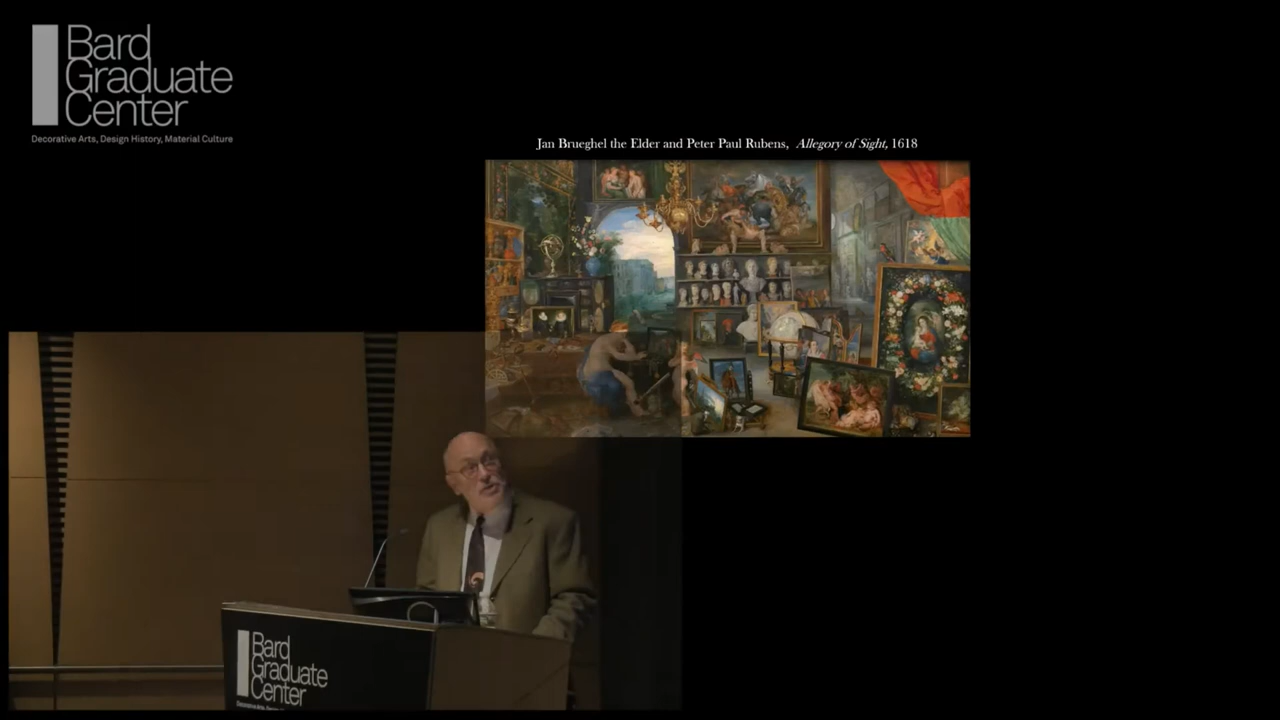 Bard
Graduate
Center
Decorative Arts, Design History, Material Culture
Jan Brueghel the Elder and Peter Paul Rubens, Allegory of Sight, 1618
Bard
Graduate
Center